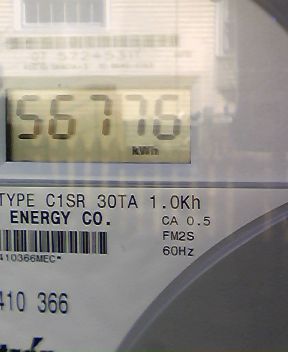 56776
kWh
TYPE C1SR 30TA 1.0Kh
ENERGY CO.
CA 0.5
FM2S
60Hz
410366MEC*
410 366